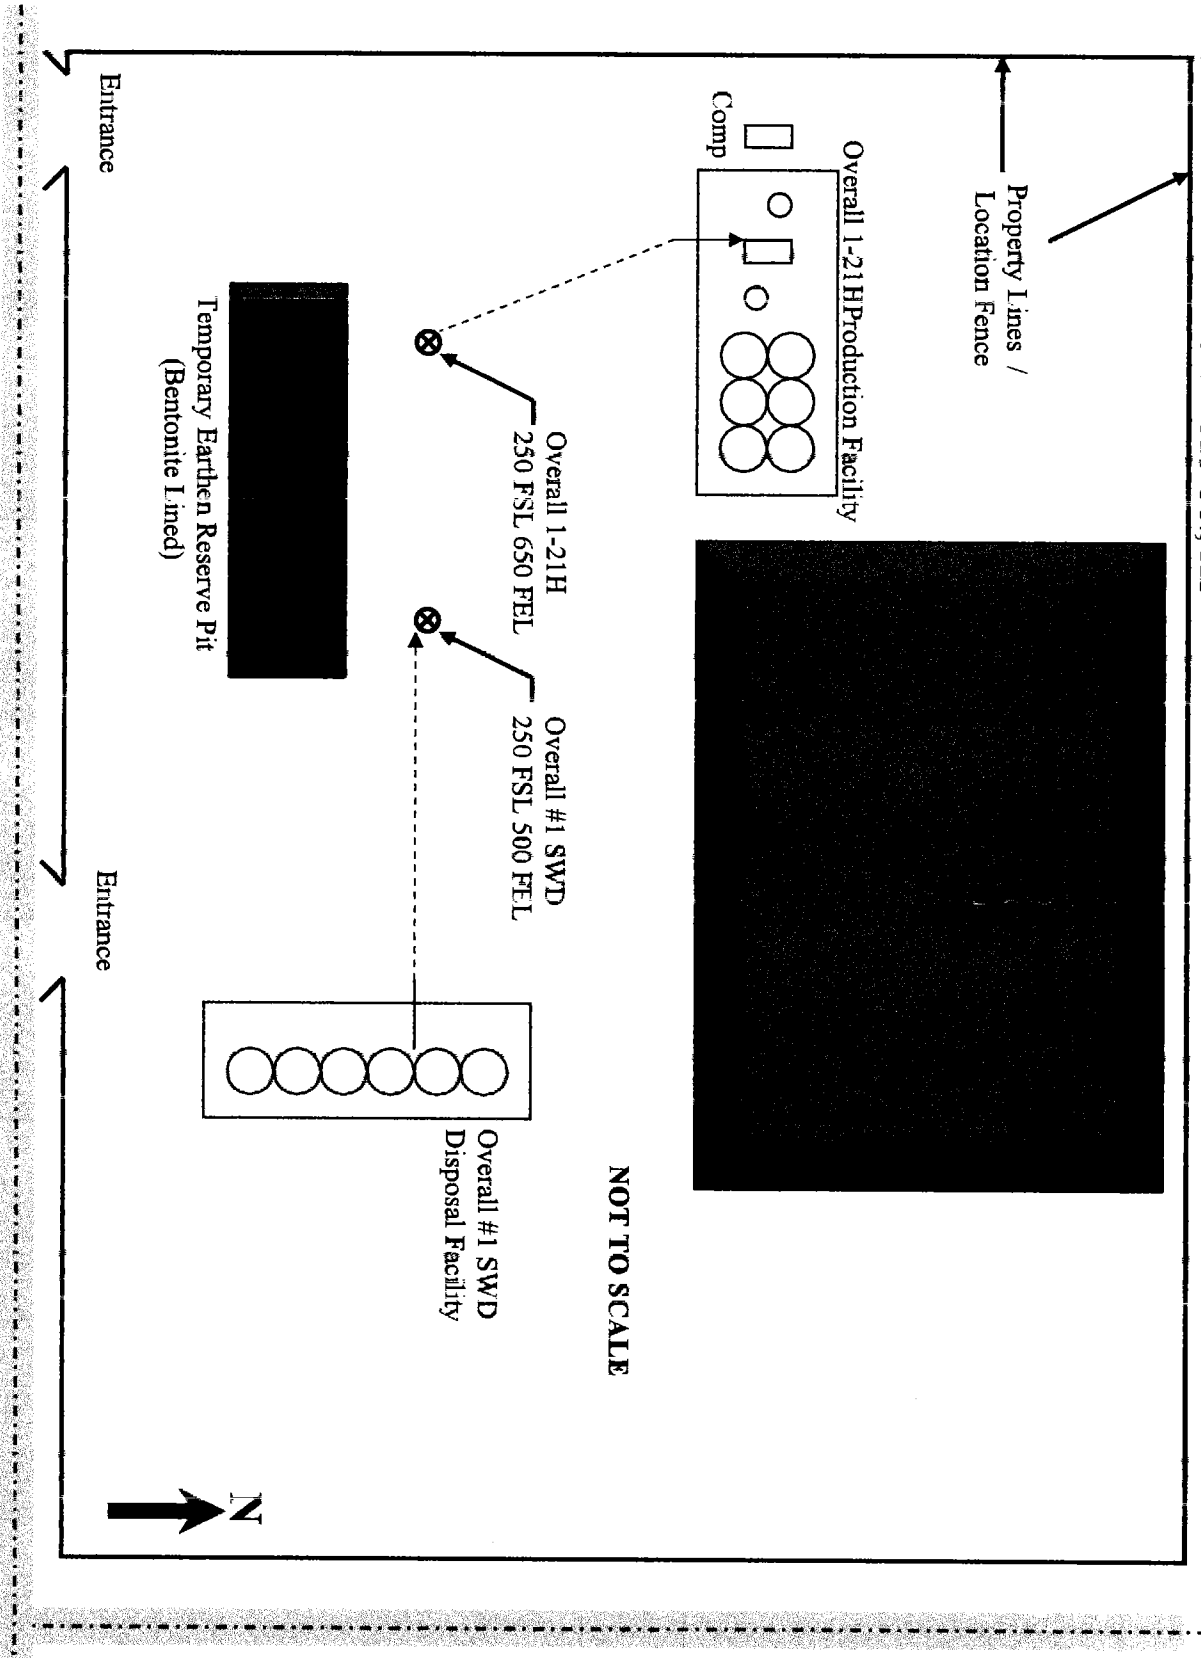 Property Lines /
Location Fence
Overall 1-21HProduction Facility
Comp
Overall 1-21H
250 FSL 650 FEL
Overall #1 SWD
250 FSL 500 FEL
NOT TO SCALE
Overall #1 SWD
Disposal Facility
Temporary Earthen Reserve Pit
(Bentonite Lined)
Entrance
Entrance
N